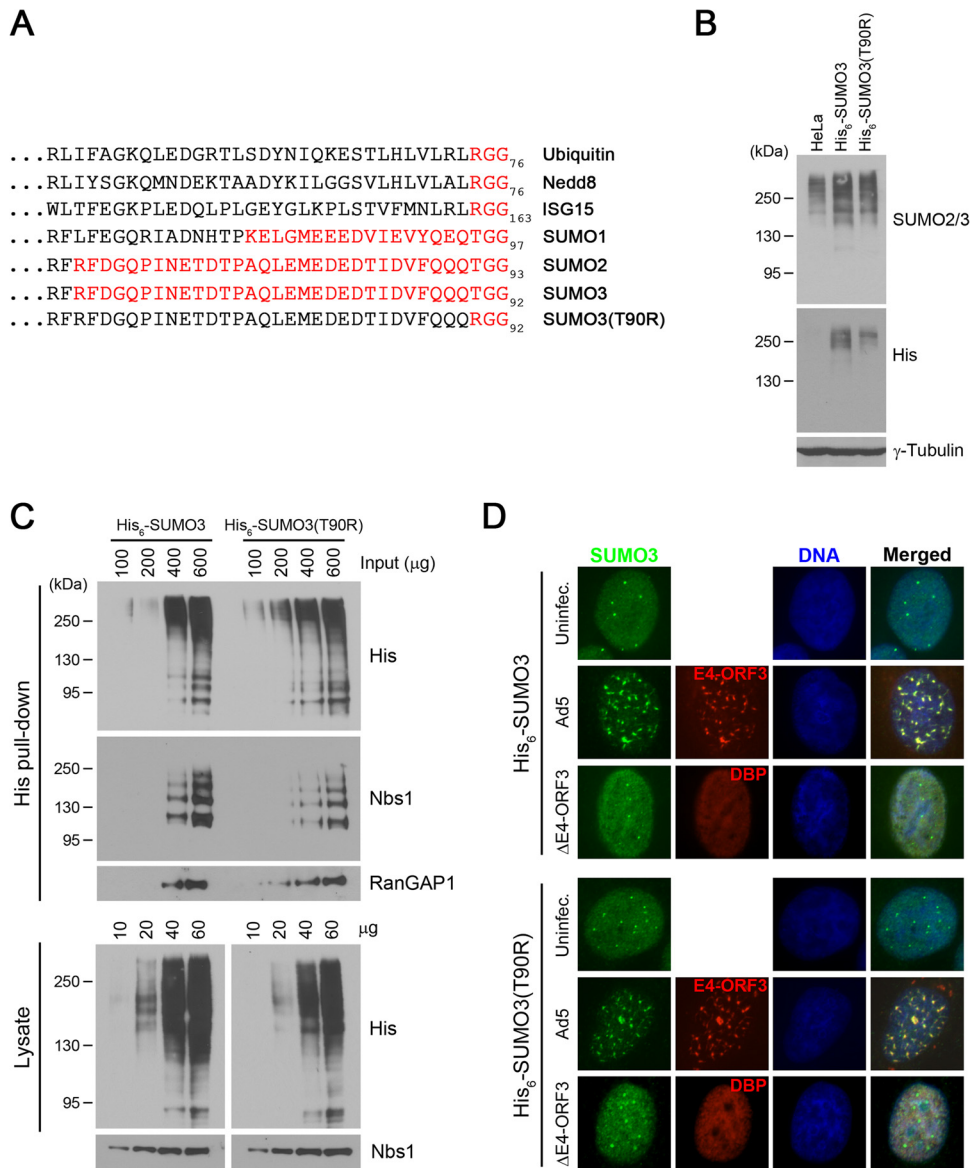 A
...RLIFAGKQLEDGRTLSDYNIQKESTLHLVLRLRGG76 Ubiquitin
...RLIYSGKQMNDEKTAADYKILGGSVLHLVLALRGG76 Nedd8
...WLTFEGKPLEDQLPLGEYGLKPLSTVFMNLRLRGG163 ISG15
...RFLFEGQRIADNHTPKELGMEEEDVIEVYQEQTGG97 SUMO1
...RFRFDGQPINETDTPAQLEMEDEDTIDVFQQQTGG93 SUMO2
...RFRFDGQPINETDTPAQLEMEDEDTIDVFQQQTGG92 SUMO3
...RFRFDGQPINETDTPAQLEMEDEDTIDVFQQQRGG92 SUMO3(T90R)
B
HeLa
His6-SUMO3
His6-SUMO3(T90R)
(kDa)
250
130
95
SUMO2/3
250
130
His
γ-Tubulin
C
His6-SUMO3 His6-SUMO3(T90R)
100 200 400 600 100 200 400 600 Input (μg)
(kDa)
His pull-down
250
130
95
His
250
130
95
Nbs1
RanGAP1
10 20 40 60 10 20 40 60 μg
Lysate
250
130
95
His
Nbs1
D
SUMO3 DNA Merged
His6-SUMO3
Uninfec.
Ad5 E4-ORF3
ΔE4-ORF3 DBP
His6-SUMO3(T90R)
Uninfec.
Ad5 E4-ORF3
ΔE4-ORF3 DBP